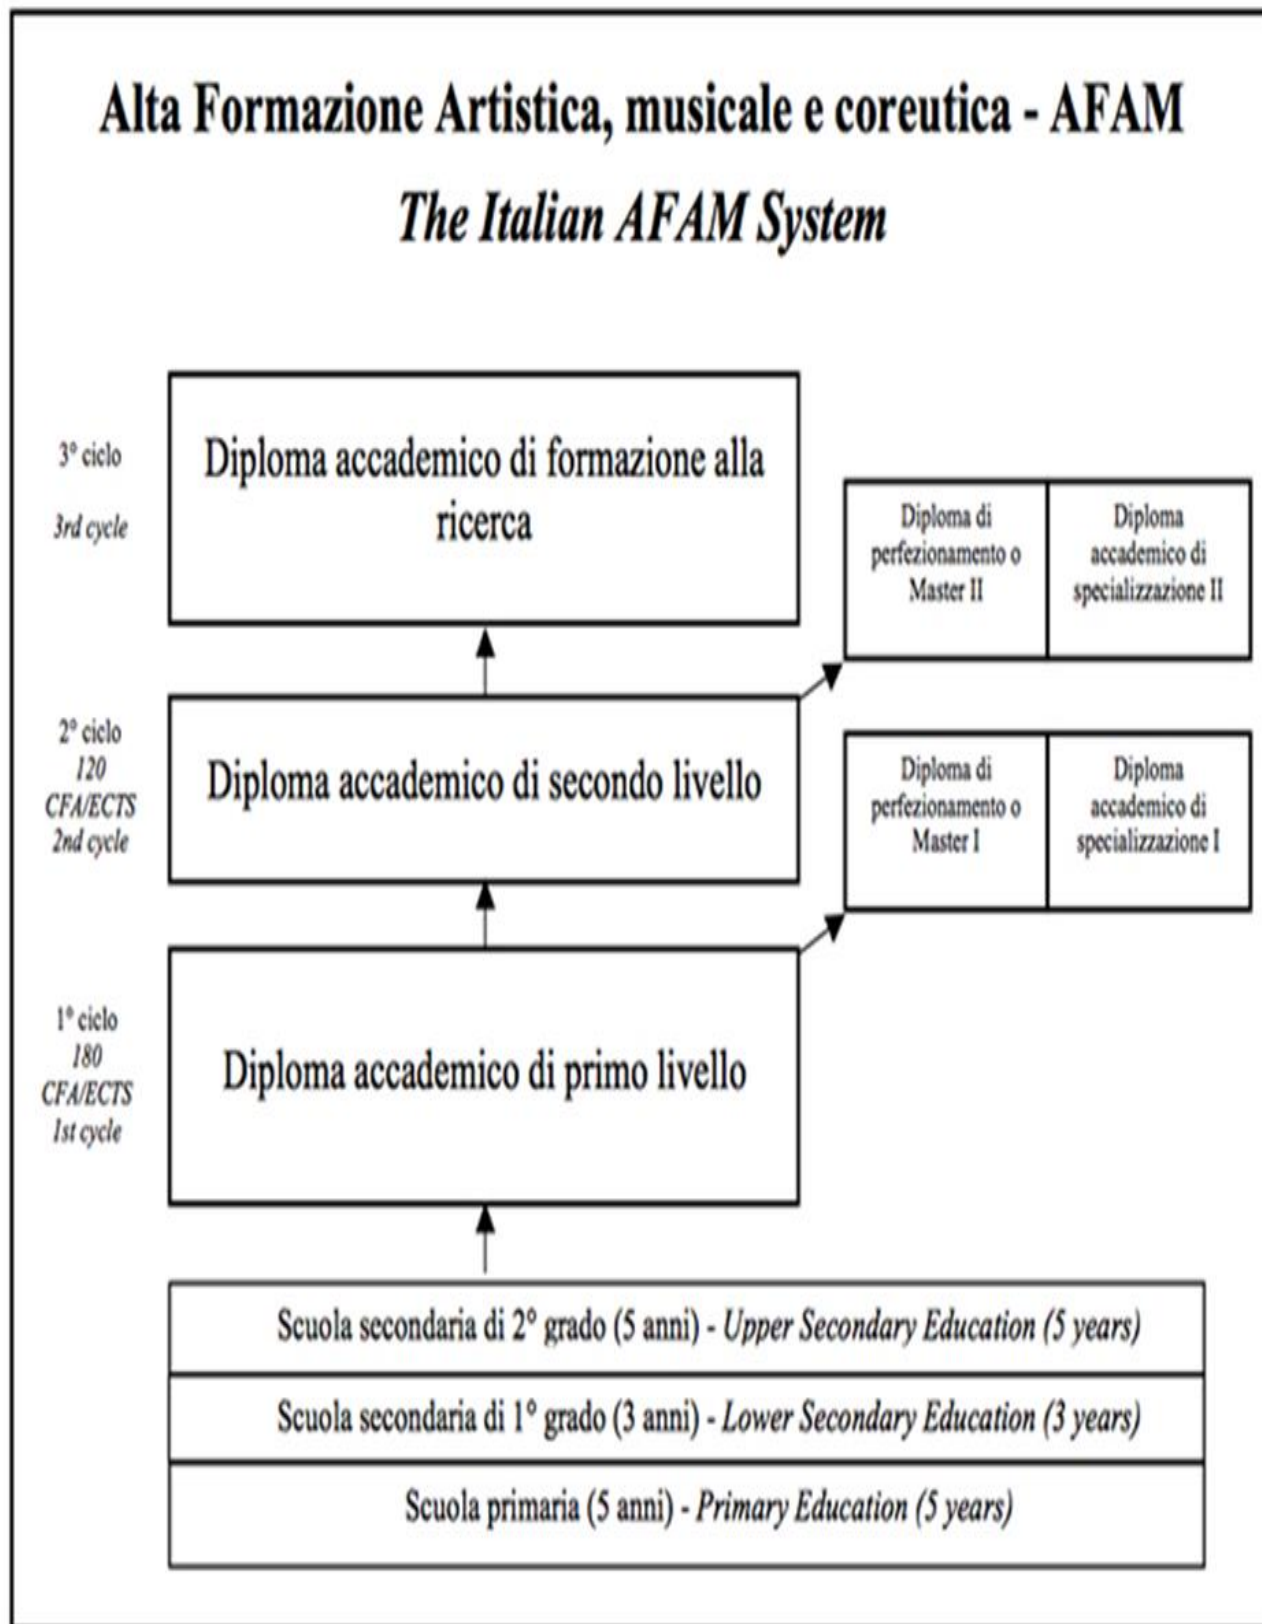 Alta Formazione Artistica, musicale e coreutica - AFAM
The Italian AFAM System
3° ciclo
3rd cycle
Diploma accademico di formazione alla
ricerca
Diploma di
perfezionamento o
Master II
Diploma
accademico di
specializzazione II
2° ciclo
120
CFA/ECTS
2nd cycle
Diploma accademico di secondo livello
Diploma di
perfezionamento o
Master I
Diploma
accademico di
specializzazione I
1° ciclo
180
CFA/ECTS
1st cycle
Diploma accademico di primo livello
Scuola secondaria di 2° grado (5 anni) - Upper Secondary Education (5 years)
Scuola secondaria di 1° grado (3 anni) - Lower Secondary Education (3 years)
Scuola primaria (5 anni) - Primary Education (5 years)